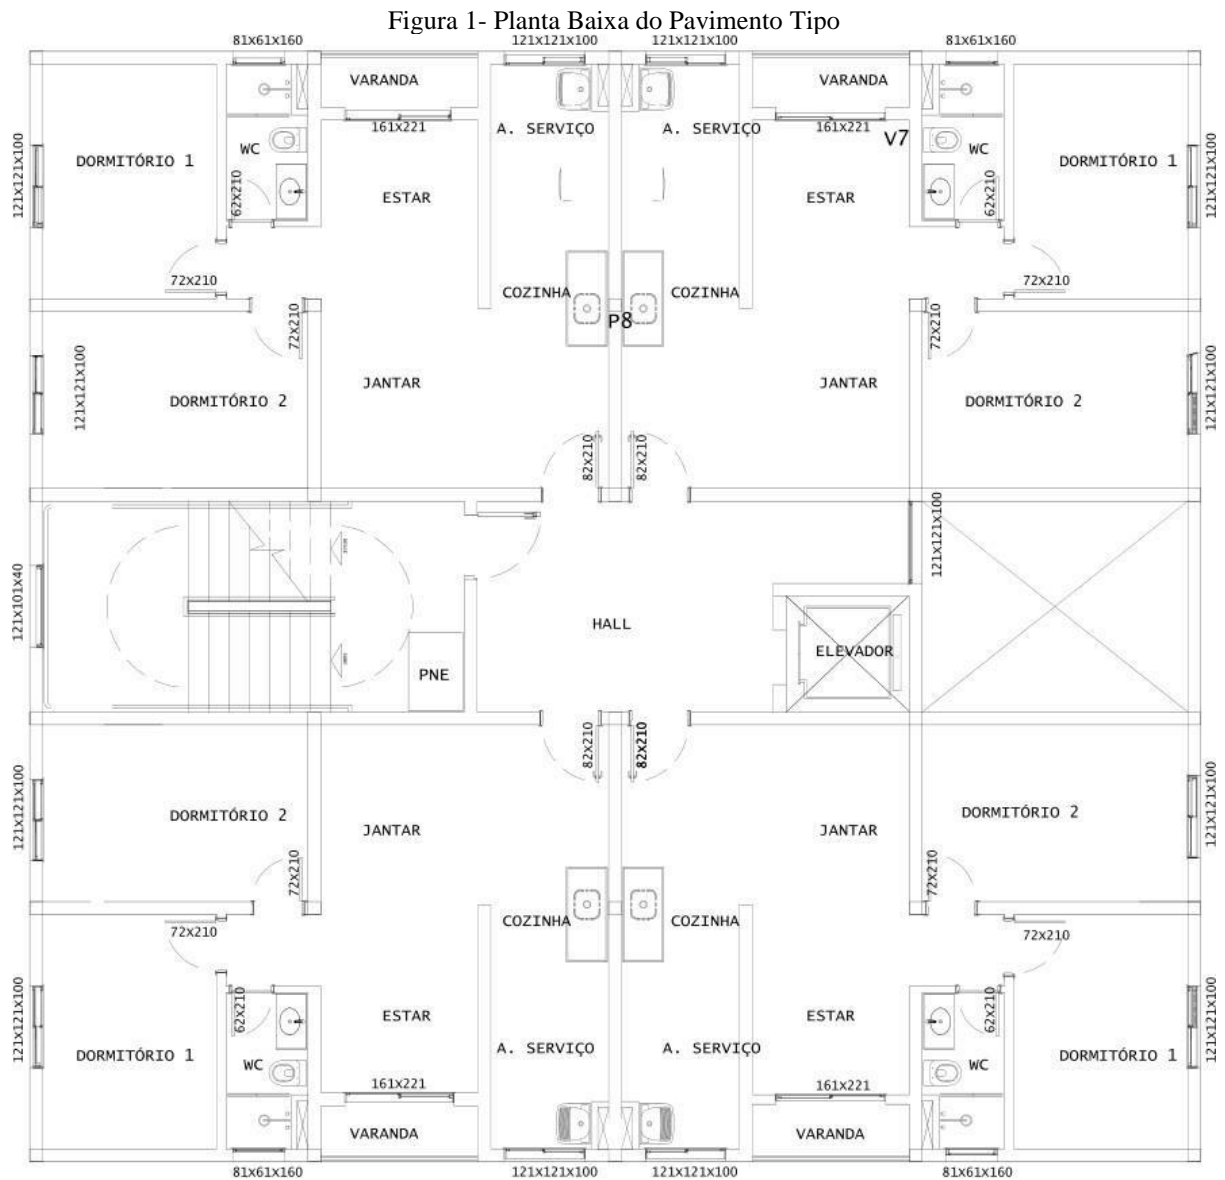 Figura 1- Planta Baixa do Pavimento Tipo
81x61x160 121x121x100 121x121x100 81x61x160
VARANDA VARANDA
161x221 A. SERVIÇO A. SERVIÇO 161x221
V7
WC WC
DORMITÓRIO 1 DORMITÓRIO 1
121x121x100 121x121x100
62x210 62x210
ESTAR ESTAR
72x210 72x210
COZINHA COZINHA
P8
72x210 72x210
121x121x100 121x121x100 121x121x100
JANTAR JANTAR
DORMITÓRIO 2 DORMITÓRIO 2
82x210 82x210
121x121x100
121x101x40
HALL
ELEVADOR
PNE
82x210 82x210
121x121x100 121x121x100
DORMITÓRIO 2 DORMITÓRIO 2
JANTAR JANTAR
72x210 72x210
COZINHA COZINHA
72x210 72x210
ESTAR ESTAR
62x210 62x210
121x121x100 121x121x100
A. SERVIÇO A. SERVIÇO
DORMITÓRIO 1 DORMITÓRIO 1
WC WC
161x221 161x221
VARANDA VARANDA
81x61x160 121x121x100 121x121x100 81x61x160